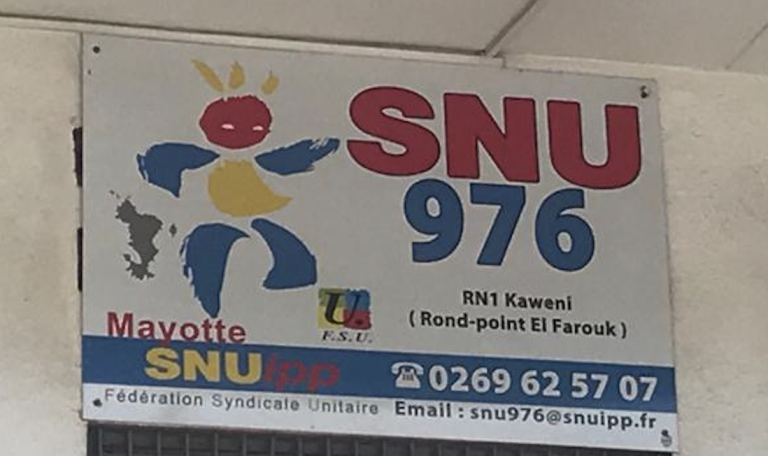 SNU
976
RN1 Kaweni
( Rond-point El Farouk )
U.
F.S.U.
Mayotte
SNUipp
Fédération Syndicale Unitaire
☎0269 62 57 07
Email : snu976@snuipp.fr